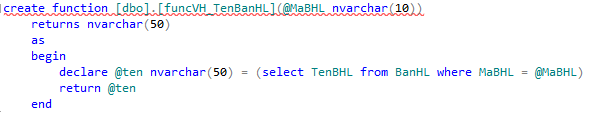 create function [dbo].[funcVH_TenBanHL](@MaBHL nvarchar(10))
returns nvarchar(50)
as
begin
declare @ten nvarchar(50) = (select TenBHL from BanHL where MaBHL = @MaBHL)
return @ten
end